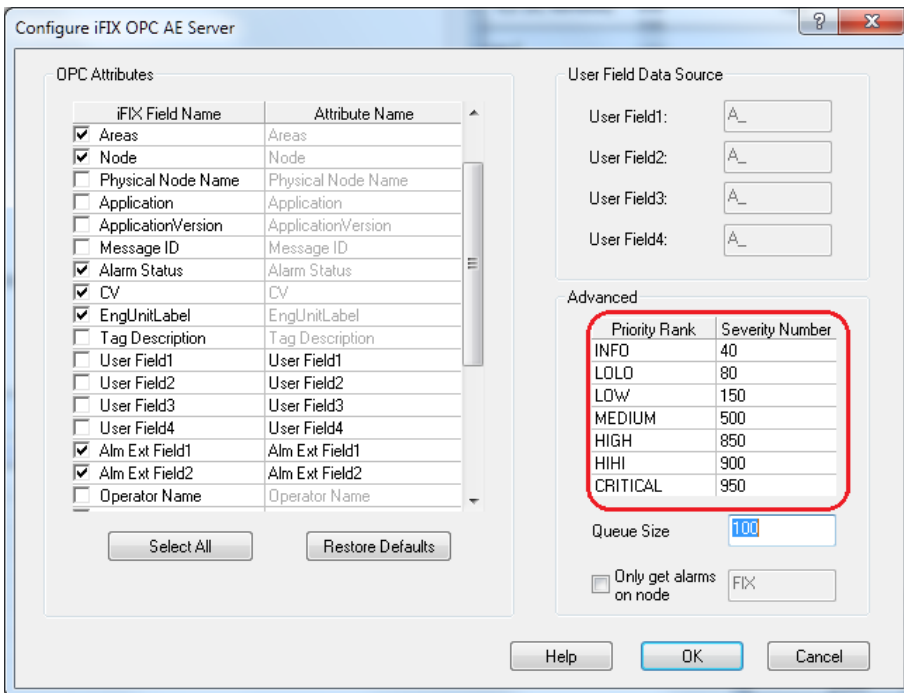 Configure iFIX OPC AE Server
OPC Attributes
iFIX Field Name Attribute Name
Areas Areas
Node Node
Physical Node Name Physical Node Name
Application Application
ApplicationVersion ApplicationVersion
Message ID Message ID
Alarm Status Alarm Status
CV CV
EngUnitLabel EngUnitLabel
Tag Description Tag Description
User Field1 User Field1
User Field2 User Field2
User Field3 User Field3
User Field4 User Field4
Alm Ext Field1 Alm Ext Field1
Alm Ext Field2 Alm Ext Field2
Operator Name Operator Name
Select All Restore Defaults
User Field Data Source
User Field1: A_
User Field2: A_
User Field3: A_
User Field4: A_
Advanced
Priority Rank Severity Number
INFO 40
LOLO 80
LOW 150
MEDIUM 500
HIGH 850
HIHI 900
CRITICAL 950
Queue Size 100
Only get alarms FIX
on node
Help OK Cancel